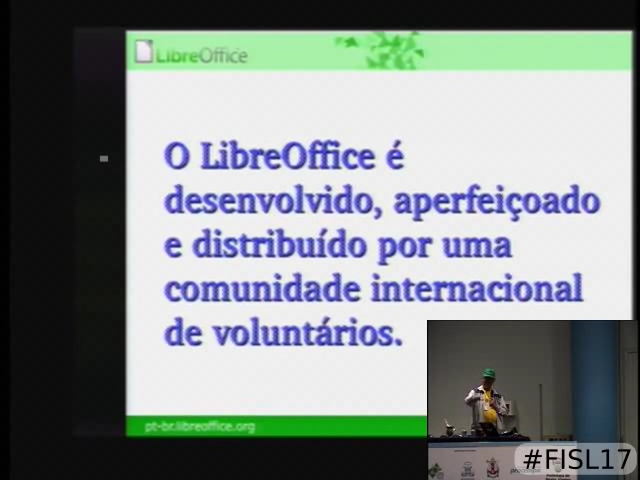 LibreOffice
O LibreOffice é
desenvolvido, aperfeiçoado
e distribuído por uma
comunidade internacional
de voluntários.
pt-br.libreoffice.org
#FISL17